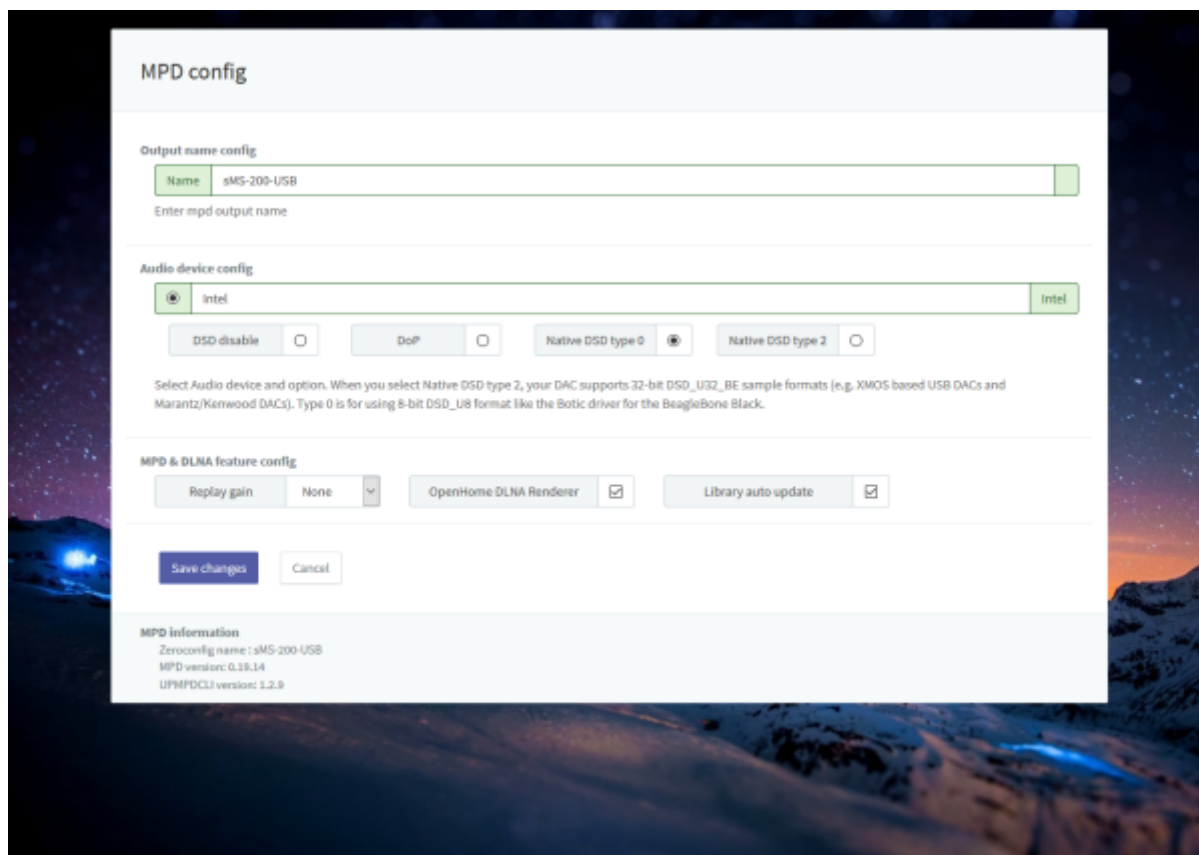 MPD config
Output name config
Name sMS-200-USB
Enter mpd output name
Audio device config
Intel Intel
DSD disable DoP Native DSD type 0 Native DSD type 2
Select Audio device and option. When you select Native DSD type 2, your DAC supports 32-bit DSD_U32_BE sample formats (e.g. XMOS based USB DACs and
Marantz/Kenwood DACs). Type 0 is for using 8-bit DSD_U8 format like the Botic driver for the BeagleBone Black.
MPD & DLNA feature config
Replay gain None OpenHome DLNA Renderer Library auto update
Save changes Cancel
MPD information
Zeroconfig name : sMS-200-USB
MPD version: 0.19.14
UPMPDCLI version: 1.2.9